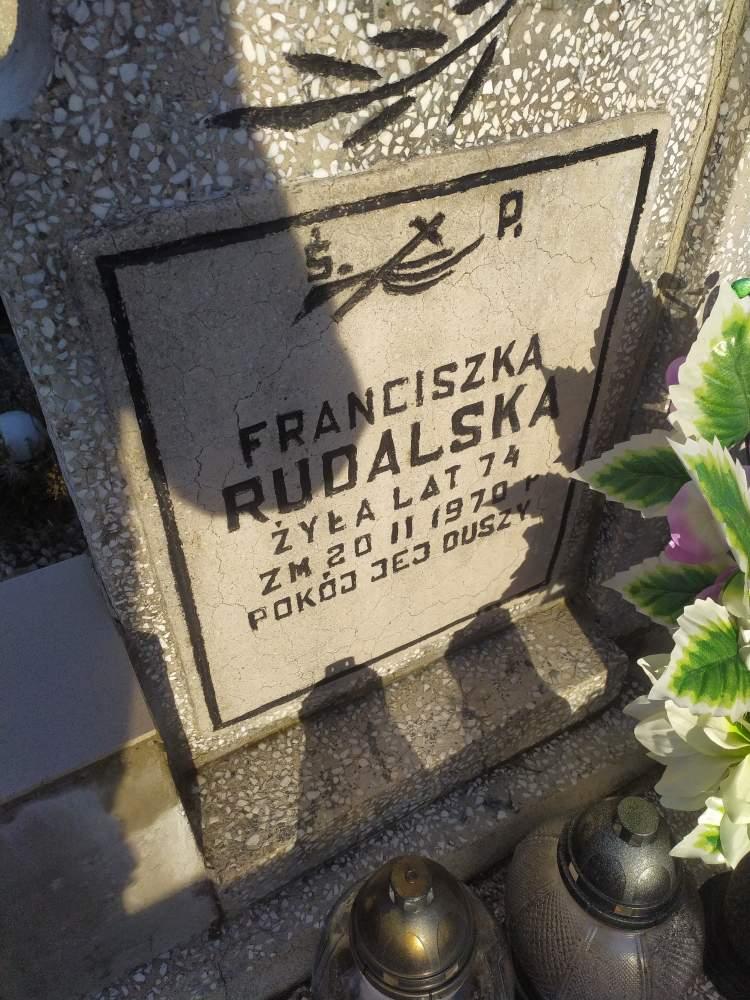 Ś. P.
FRANCISZKA
RUDALSKA
ŻYŁA LAT 74
ZM 20 II 1970 r
POKÓJ JEJ DUSZY